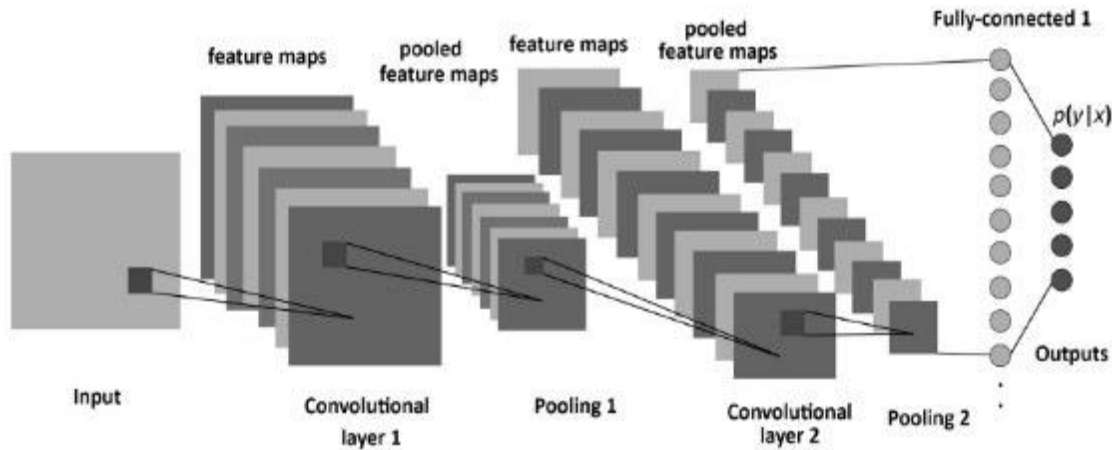 Fully-connected 1
feature maps
pooled
feature maps
feature maps
pooled
feature maps
p(y|x)
Input
Convolutional
layer 1
Pooling 1
Convolutional
layer 2
Pooling 2
Outputs